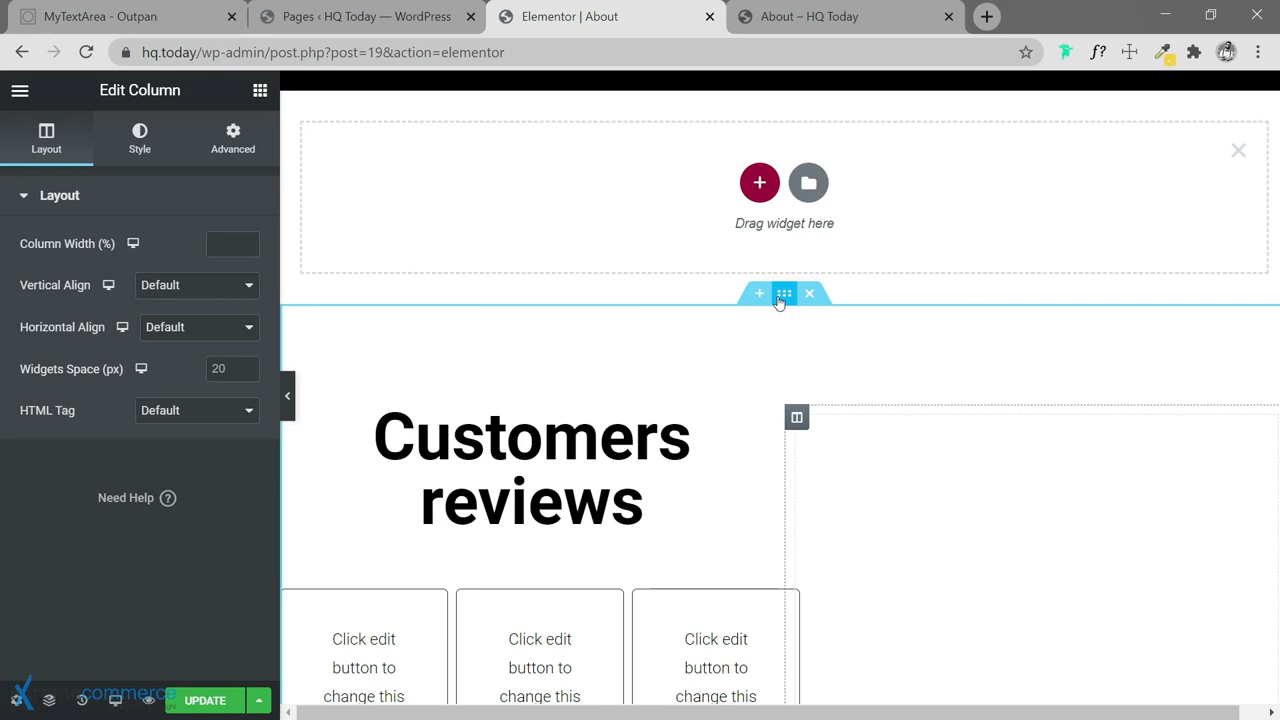 MyTextArea - Outpan
Pages ‹ HQ Today — WordPress
Elementor | About
About – HQ Today
hq.today/wp-admin/post.php?post=19&action=elementor
f?
Edit Column
Layout
Style
Advanced
Layout
Column Width (%)
Vertical Align
Default
Horizontal Align
Default
Widgets Space (px)
20
HTML Tag
Default
Need Help
commerce
UPDATE
Drag widget here
Customers
reviews
Click edit
button to
change this
Click edit
button to
change this
Click edit
button to
change this